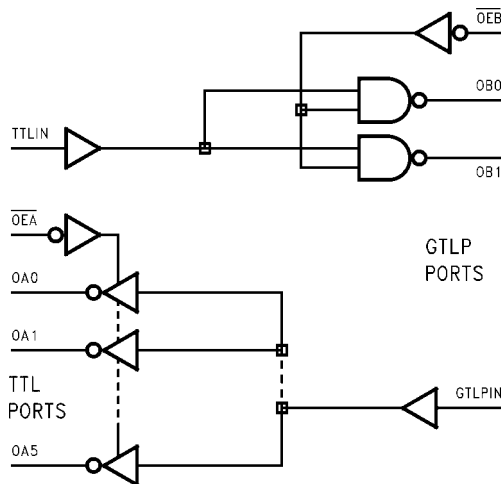 OEB
OB0
TTLIN
OB1
OEA
GTLP
PORTS
OA0
OA1
TTL
PORTS
GTLPIN
OA5